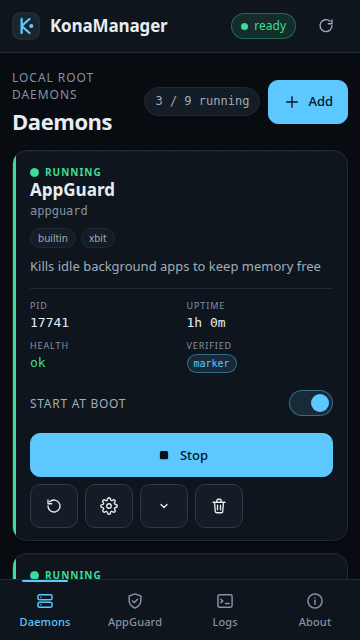 KonaManager
ready
LOCAL ROOT
DAEMONS
Daemons
3 / 9 running
Add
RUNNING
AppGuard
appguard
builtin
xbit
Kills idle background apps to keep memory free
PID
UPTIME
17741
1h 0m
HEALTH
VERIFIED
ok
marker
START AT BOOT
Stop
RUNNING
Daemons
AppGuard
Logs
About